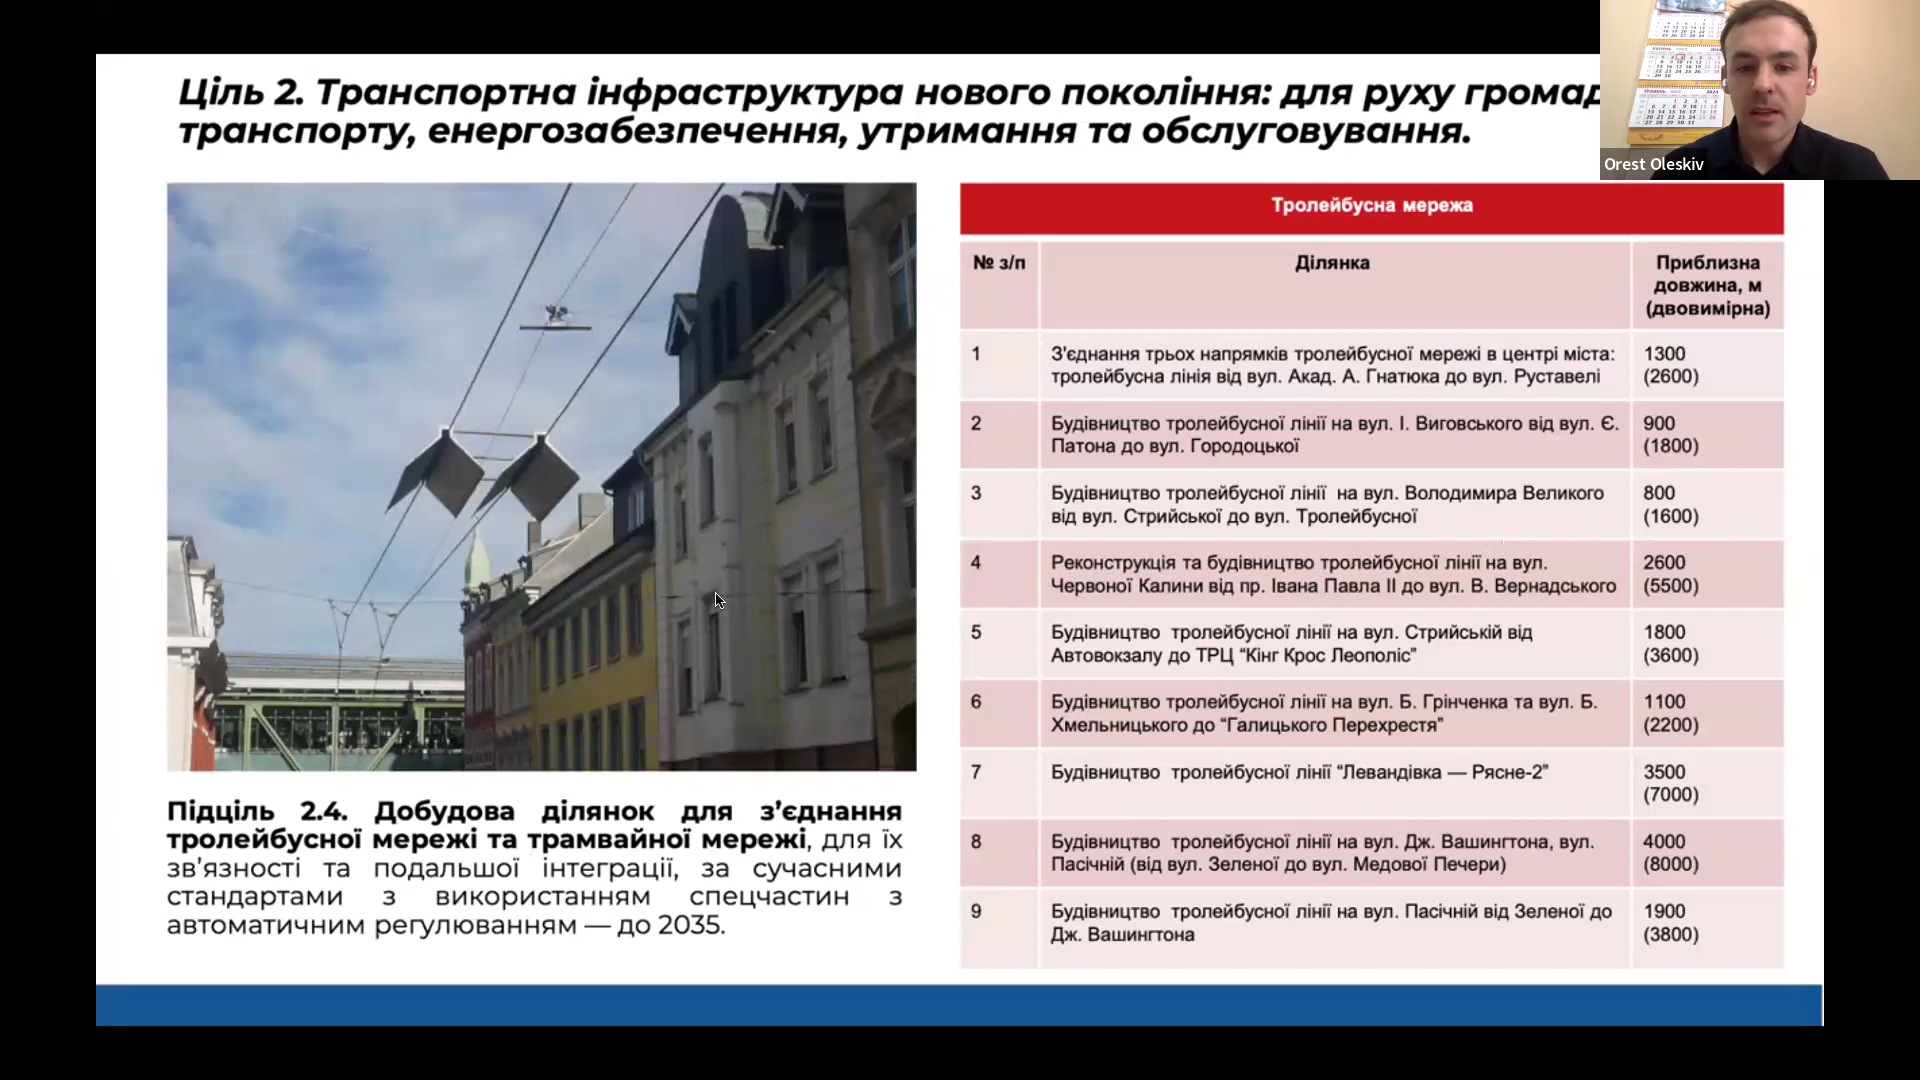 Ціль 2. Транспортна інфраструктура нового покоління: для руху
транспорту, енергозабезпечення, утримання та обслуговування.
Orest Oleskiv
Підціль 2.4. Добудова ділянок для з’єднання
тролейбусної мережі та трамвайної мережі, для їх
зв’язності та подальшої інтеграції, за сучасними
стандартами з використанням спецчастин з
автоматичним регулюванням — до 2035.
Тролейбусна мережа
№ з/п
Ділянка
Приблизна
довжина, м
(двовимірна)
1
З'єднання трьох напрямків тролейбусної мережі в центрі міста:
тролейбусна лінія від вул. Акад. А. Гнатюка до вул. Руставелі
1300
(2600)
2
Будівництво тролейбусної лінії на вул. І. Виговського від вул. Є.
Патона до вул. Городоцької
900
(1800)
3
Будівництво тролейбусної лінії на вул. Володимира Великого
від вул. Стрийської до вул. Тролейбусної
800
(1600)
4
Реконструкція та будівництво тролейбусної лінії на вул.
Червоної Калини від пр. Івана Павла ІІ до вул. В. Вернадського
2600
(5500)
5
Будівництво тролейбусної лінії на вул. Стрийській від
Автовокзалу до ТРЦ “Кінг Крос Леополіс”
1800
(3600)
6
Будівництво тролейбусної лінії на вул. Б. Грінченка та вул. Б.
Хмельницького до “Галицького Перехрестя”
1100
(2200)
7
Будівництво тролейбусної лінії “Левандівка — Рясне-2”
3500
(7000)
8
Будівництво тролейбусної лінії на вул. Дж. Вашингтона, вул.
Пасічній (від вул. Зеленої до вул. Медової Печери)
4000
(8000)
9
Будівництво тролейбусної лінії на вул. Пасічній від Зеленої до
Дж. Вашингтона
1900
(3800)